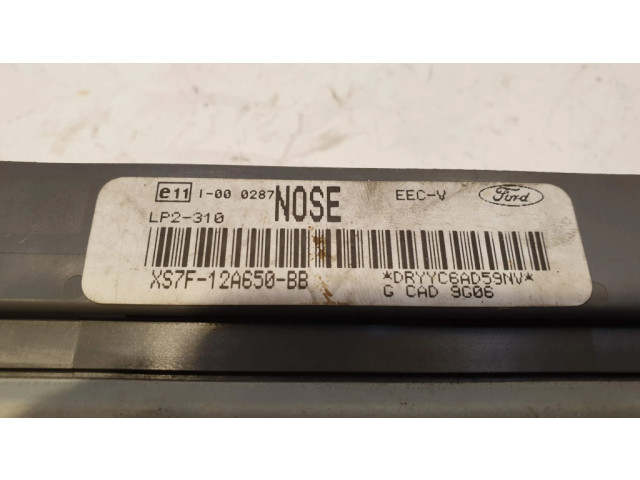 e11 I-00 0287 NOSE EEC-V Ford
LP2-310
XS7F-12A650-BB *DRYYC6AD59NV*
G CAD 9G06